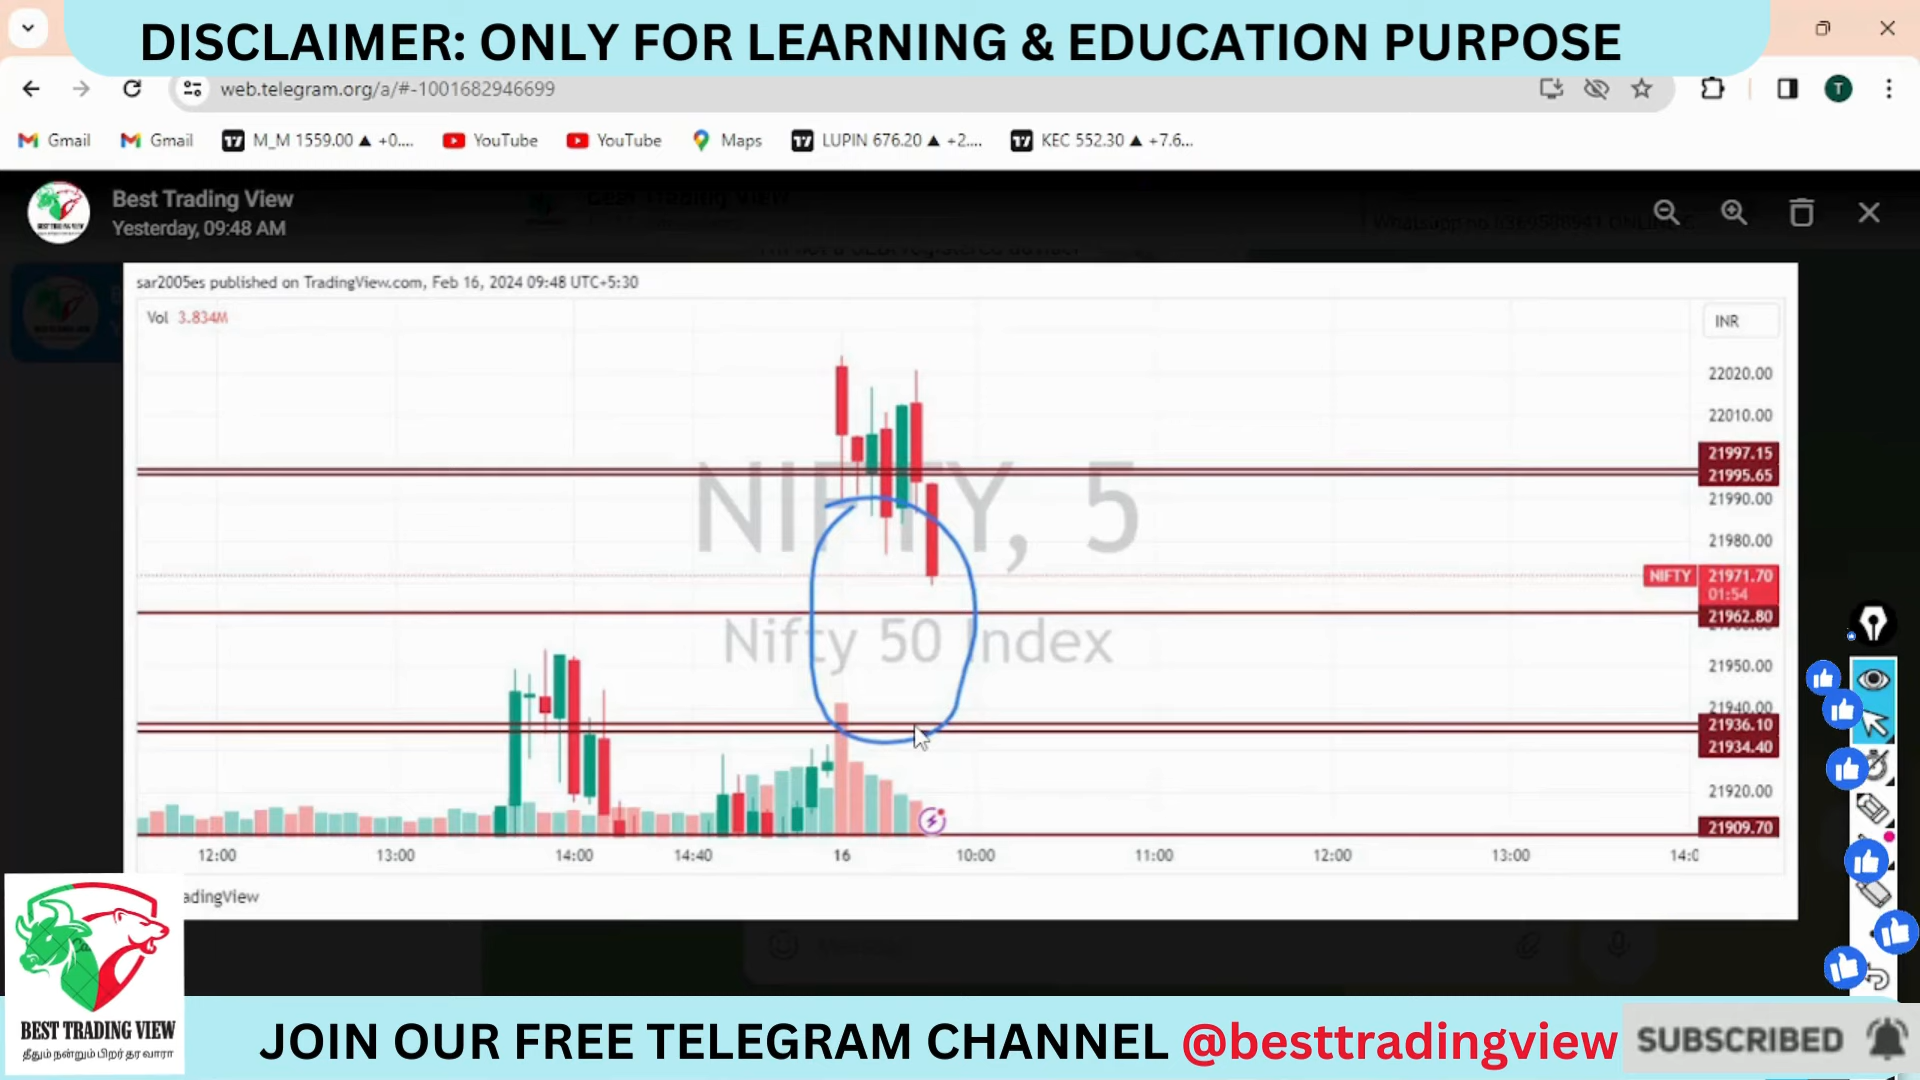 DISCLAIMER: ONLY FOR LEARNING & EDUCATION PURPOSE
web.telegram.org/a/#-1001682946699
T
Gmail Gmail M_M 1559.00 ▲ +0.... YouTube YouTube Maps LUPIN 676.20 ▲ +2.... KEC 552.30 ▲ +7.6...
Best Trading View
Yesterday, 09:48 AM
sar2005es published on TradingView.com, Feb 16, 2024 09:48 UTC+5:30
Vol 3.834M
INR
22020.00
22010.00
21997.15
21995.65
21990.00
NIFTY, 5
21980.00
NIFTY 21971.70
01:54
21962.80
Nifty 50 Index
21950.00
21940.00
21936.10
21934.40
21920.00
21909.70
12:00 13:00 14:00 14:40 16 10:00 11:00 12:00 13:00 14:0
adingView
BEST TRADING VIEW
தீதும் நன்றும் பிறர் தர வாரா
JOIN OUR FREE TELEGRAM CHANNEL @besttradingview
SUBSCRIBED